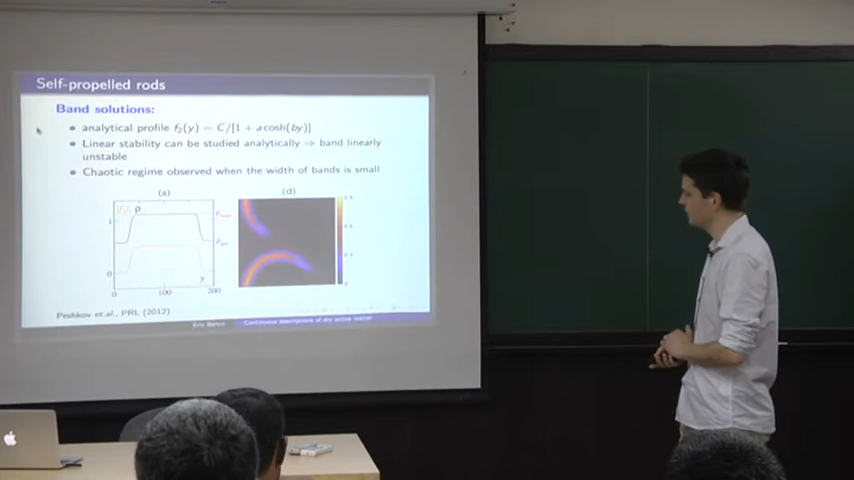 Self-propelled rods
Band solutions:
analytical profile f₂(y) = C/[1 + a cosh(by)]
Linear stability can be studied analytically ⇒ band linearly
unstable
Chaotic regime observed when the width of bands is small
(a)
(d)
ρ
1
0
y
0
100
200
Peshkov et al., PRL (2012)
Eric Bertin
Continuous descriptions of dry active matter